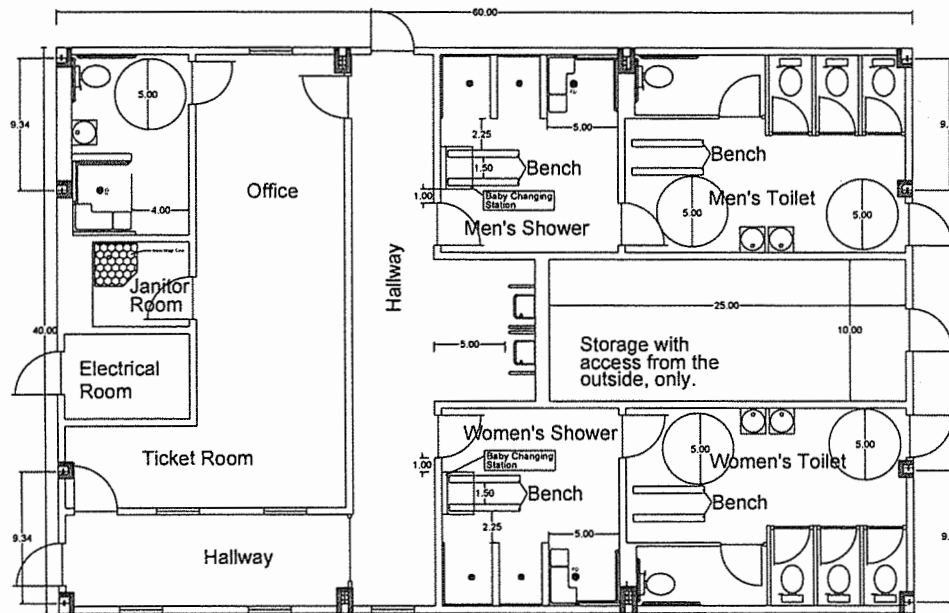 60.00
9.34
5.00
5.00
9.
2.25
Bench
1.50
Bench
Office
4.00
1.00
Baby Changing
Station
Men's Toilet
5.00
5.00
Men's Shower
Hallway
Janitor
Room
40.00
25.00
10.00
5.00
Storage with
access from the
outside, only.
Electrical
Room
Women's Shower
5.00
5.00
1.00
Baby Changing
Station
Women's Toilet
Ticket Room
1.50
Bench
Bench
2.25
9.34
5.00
9.
Hallway